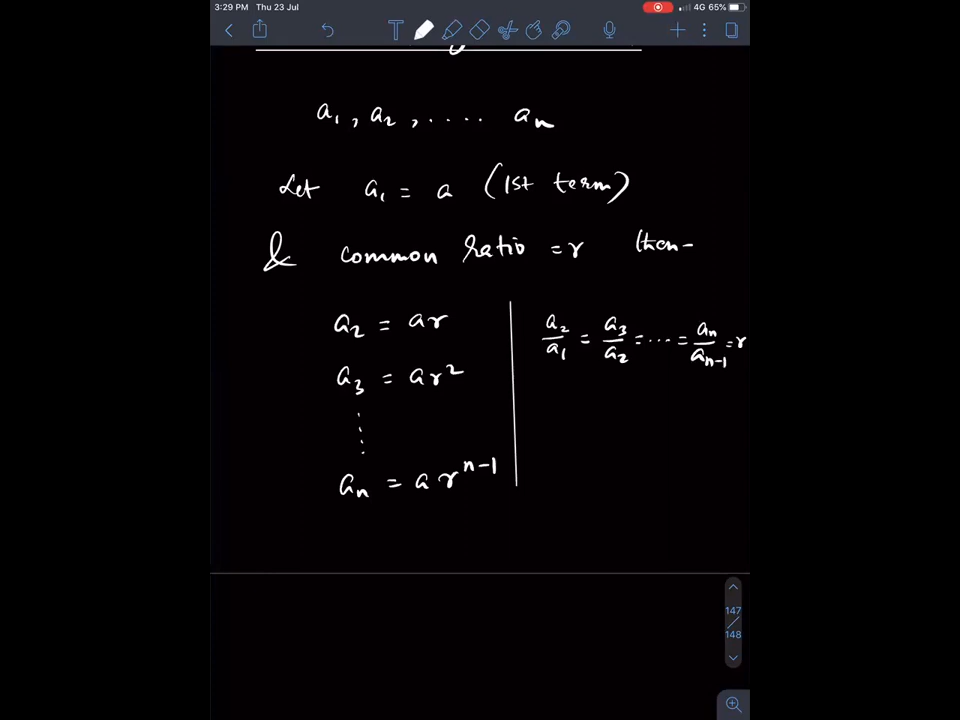 3:29 PM Thu 23 Jul 4G 65%
T
a₁, a₂, .... aₙ
Let a₁ = a (1st term)
& common ratio = r then-
a₂ = ar
a₃ = ar²
aₙ = a rⁿ⁻¹
a₂/a₁ = a₃/a₂ = ... = aₙ/aₙ₋₁ = r
147
/
148